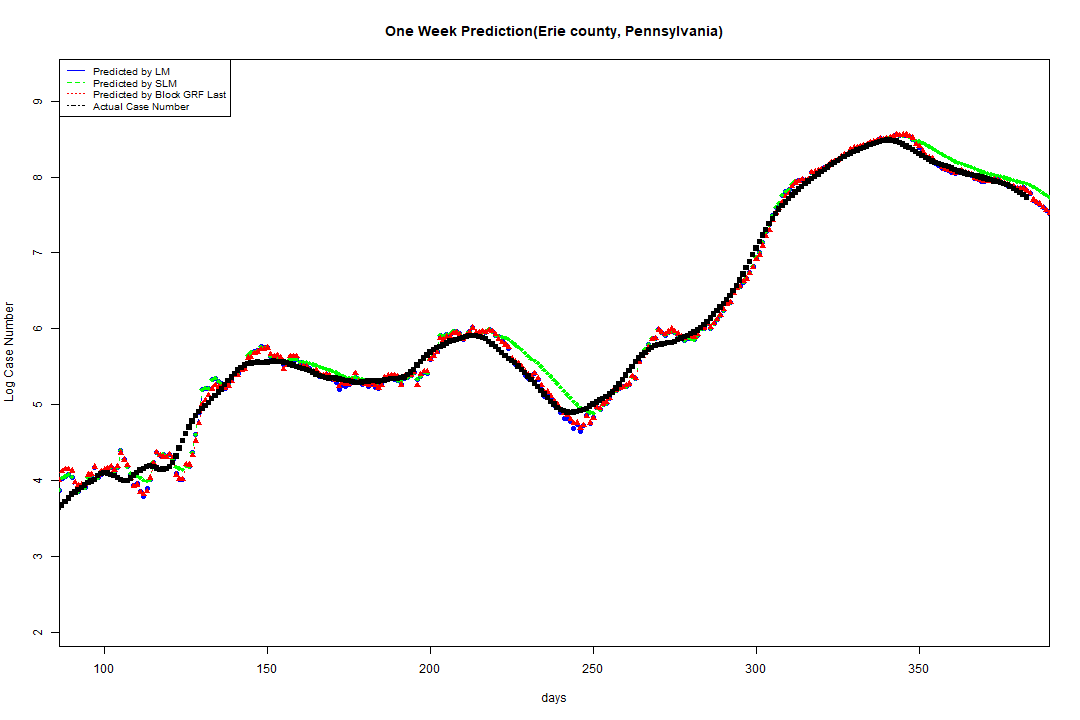 One Week Prediction(Erie county, Pennsylvania)
Predicted by LM
Predicted by SLM
Predicted by Block GRF Last
Actual Case Number
9
8
7
6
5
4
3
2
Log Case Number
100 150 200 250 300 350
days